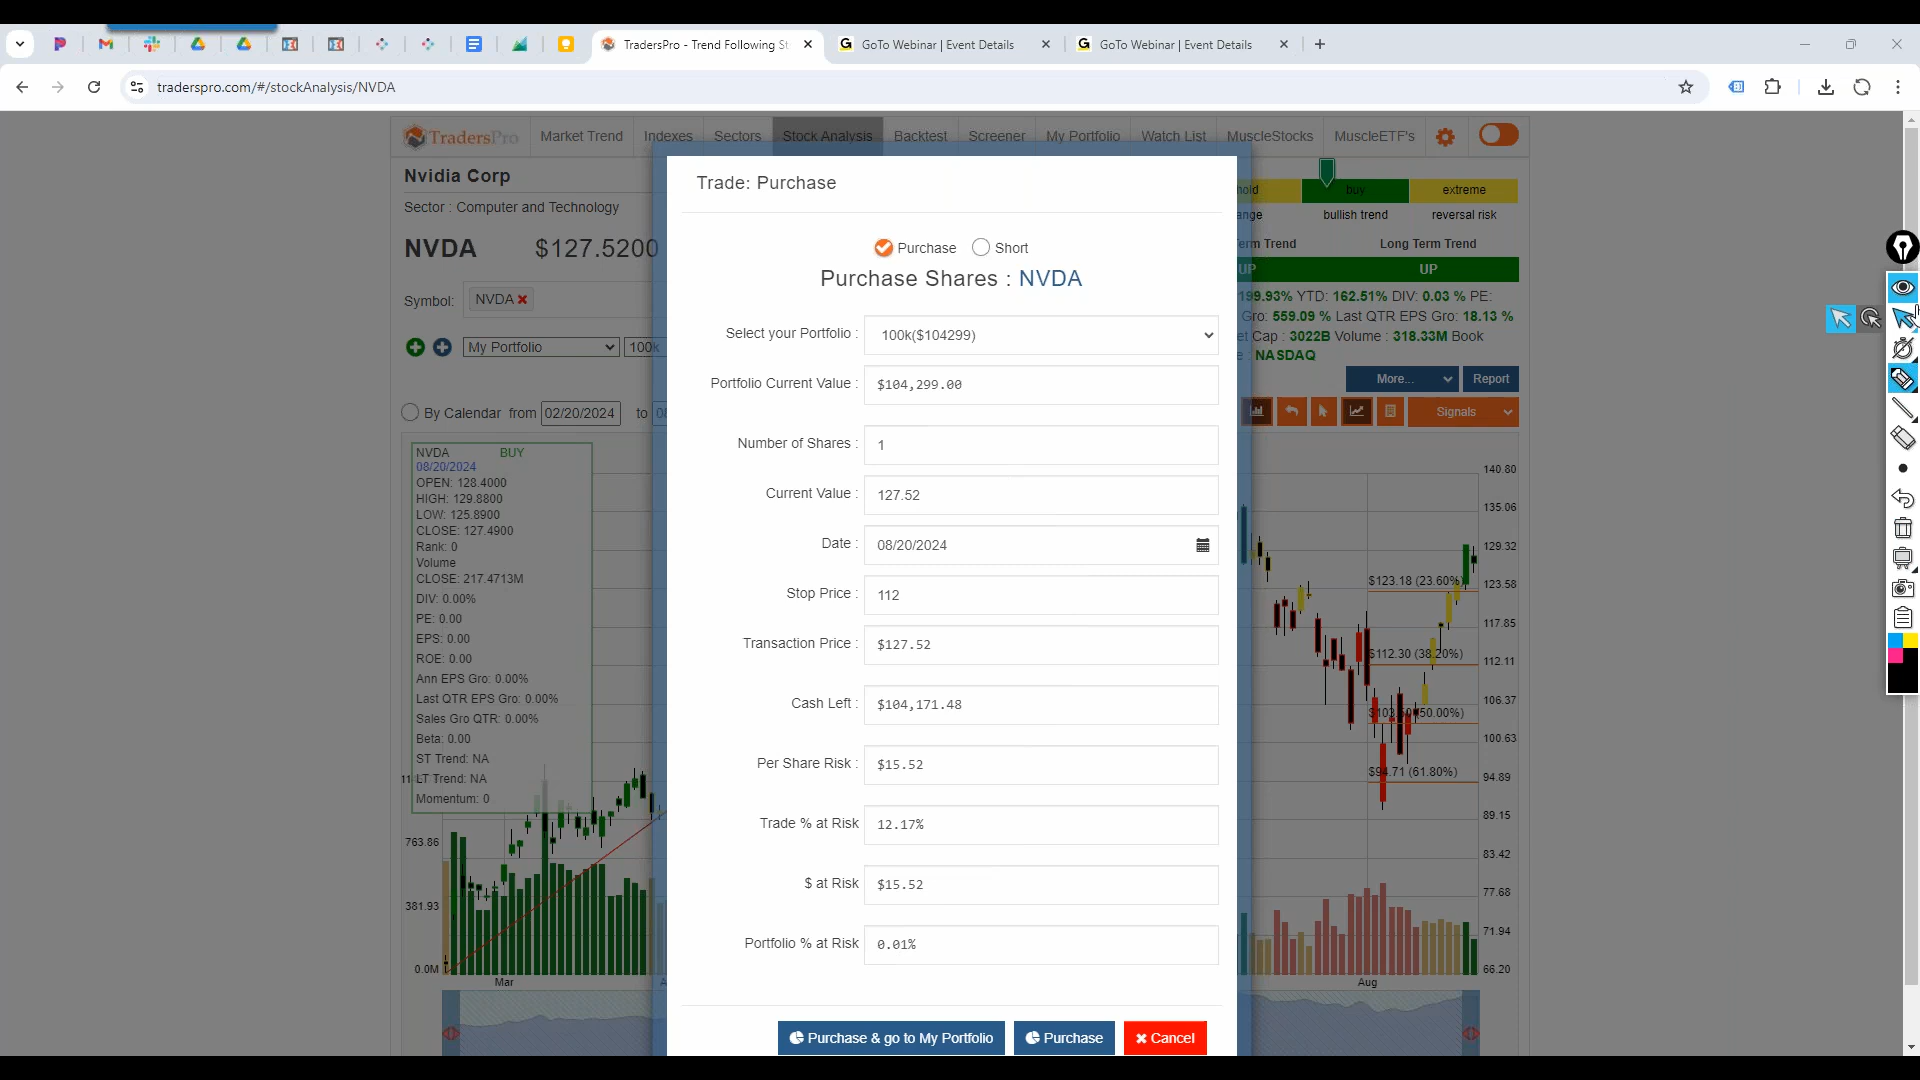 TradersPro - Trend Following St
GoTo Webinar | Event Details
GoTo Webinar | Event Details
traderspro.com/#/stockAnalysis/NVDA
TradersPro
Market Trend
Indexes
Sectors
Stock Analysis
Backtest
Screener
My Portfolio
Watch List
MuscleStocks
MuscleETF's
Nvidia Corp
Sector : Computer and Technology
NVDA $127.5200
Symbol: NVDA
My Portfolio 100k
By Calendar from 02/20/2024 to
hold buy extreme
bullish trend reversal risk
Term Trend Long Term Trend
UP UP
199.93% YTD: 162.51% DIV: 0.03 % PE:
Gro: 559.09 % Last QTR EPS Gro: 18.13 %
Cap : 3022B Volume : 318.33M Book
: NASDAQ
More... Report
Signals
Trade: Purchase
Purchase Short
Purchase Shares : NVDA
Select your Portfolio : 100k($104299)
Portfolio Current Value : $104,299.00
Number of Shares : 1
Current Value : 127.52
Date : 08/20/2024
Stop Price : 112
Transaction Price : $127.52
Cash Left : $104,171.48
Per Share Risk : $15.52
Trade % at Risk 12.17%
$ at Risk $15.52
Portfolio % at Risk 0.01%
Purchase & go to My Portfolio
Purchase
Cancel
NVDA BUY
08/20/2024
OPEN: 128.4000
HIGH: 129.8800
LOW: 125.8900
CLOSE: 127.4900
Rank: 0
Volume
CLOSE: 217.4713M
DIV: 0.00%
PE: 0.00
EPS: 0.00
ROE: 0.00
Ann EPS Gro: 0.00%
Last QTR EPS Gro: 0.00%
Sales Gro QTR: 0.00%
Beta: 0.00
ST Trend: NA
LT Trend: NA
Momentum: 0
763.86
381.93
0.0M
Mar
Aug
$123.18 (23.60%)
$112.30 (38.20%)
$103.50(50.00%)
$94.71 (61.80%)
140.80
135.06
129.32
123.58
117.85
112.11
106.37
100.63
94.89
89.15
83.42
77.68
71.94
66.20